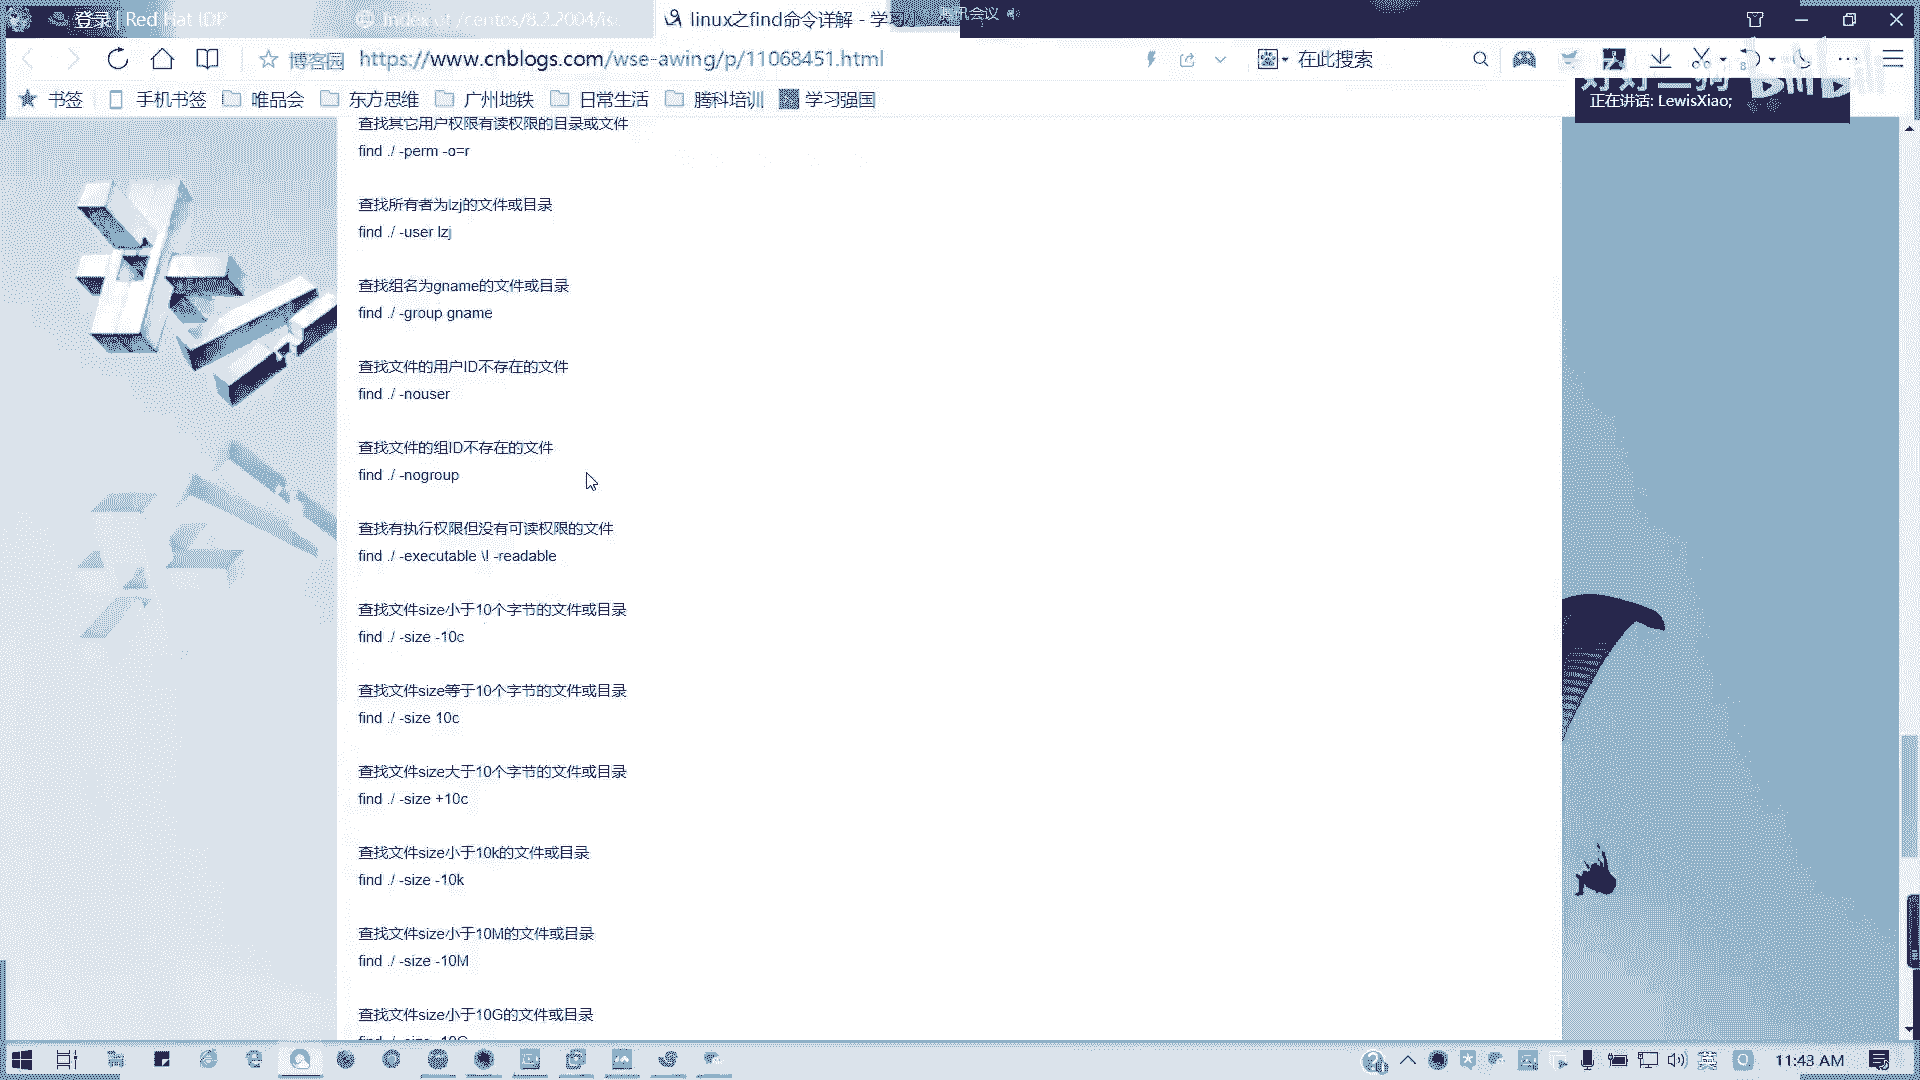 登录 | Red Hat IDP
Index of /centos/8.2.2004/is
linux之find命令详解 - 学习
腾讯会议
博客园 https://www.cnblogs.com/wse-awing/p/11068451.html
在此搜索
书签 手机书签 唯品会 东方思维 广州地铁 日常生活 腾科培训 学习强国
正在讲话: LewisXiao;
查找其它用户权限有读权限的目录或文件
find ./ -perm -o=r
查找所有者为lzj的文件或目录
find ./ -user lzj
查找组名为gname的文件或目录
find ./ -group gname
查找文件的用户ID不存在的文件
find ./ -nouser
查找文件的组ID不存在的文件
find ./ -nogroup
查找有执行权限但没有可读权限的文件
find ./ -executable \! -readable
查找文件size小于10个字节的文件或目录
find ./ -size -10c
查找文件size等于10个字节的文件或目录
find ./ -size 10c
查找文件size大于10个字节的文件或目录
find ./ -size +10c
查找文件size小于10k的文件或目录
find ./ -size -10k
查找文件size小于10M的文件或目录
find ./ -size -10M
查找文件size小于10G的文件或目录
find ./ -size -10G
英
11:43 AM